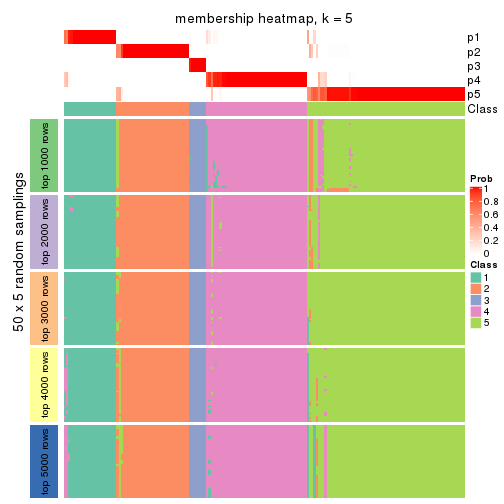 membership heatmap, k = 5
p1
p2
p3
p4
p5
Class
50 x 5 random samplings
top 1000 rows
top 2000 rows
top 3000 rows
top 4000 rows
top 5000 rows
Prob
1
0.8
0.6
0.4
0.2
0
Class
1
2
3
4
5